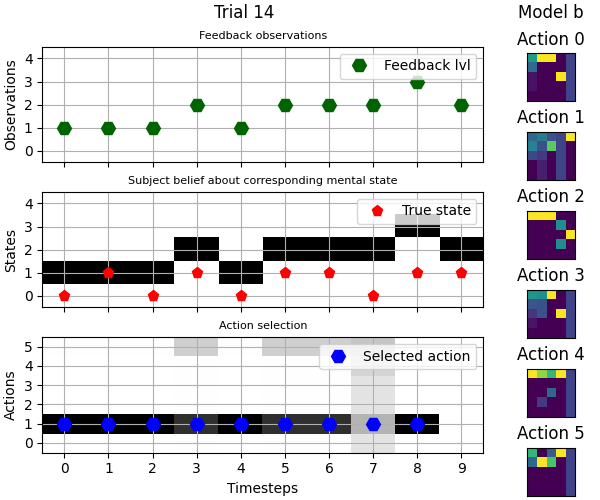 Trial 14
Model b
Feedback observations
Action 0
4
3
2
1
0
Observations
Feedback lvl
Action 1
Subject belief about corresponding mental state
Action 2
4
3
2
1
0
States
True state
Action 3
Action selection
Action 4
5
4
3
2
1
0
Actions
Selected action
Action 5
0 1 2 3 4 5 6 7 8 9
Timesteps